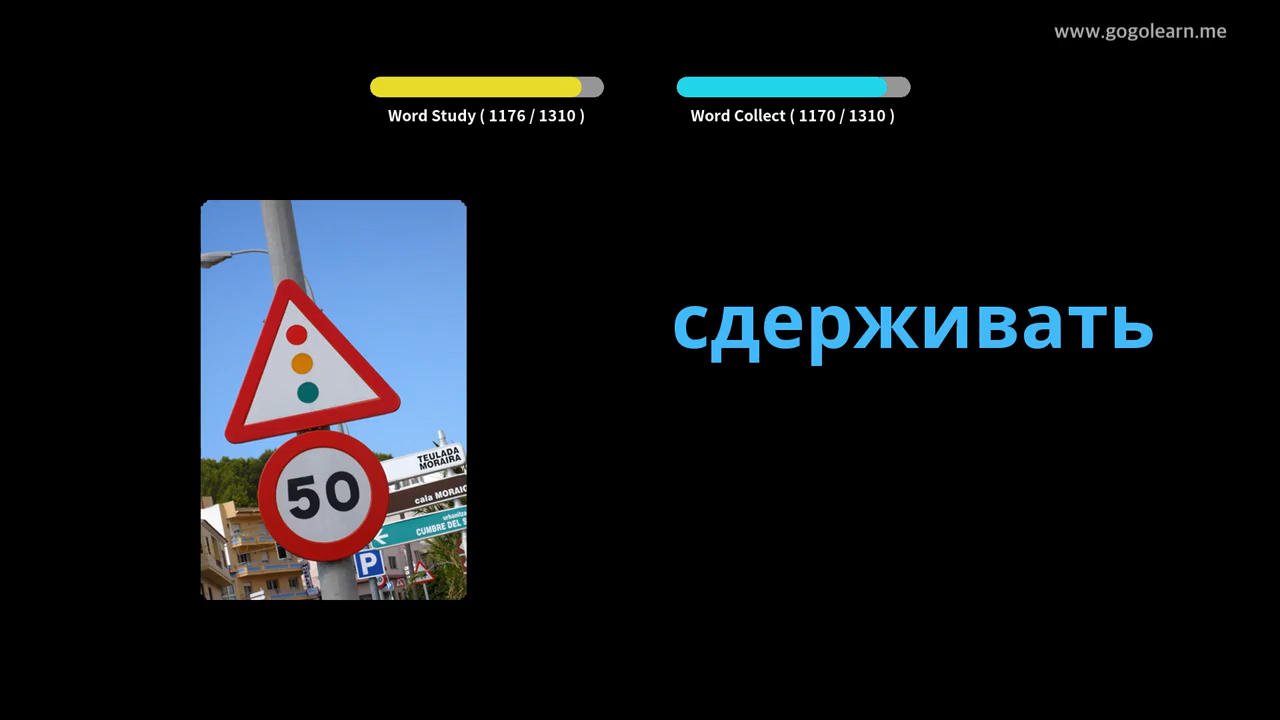 www.gogolearn.me
Word Study ( 1176 / 1310 )
Word Collect ( 1170 / 1310 )
сдерживать
50
TEULADA
MORAIRA
cala MORAIG
urbanitza
CUMBRE DEL S
P